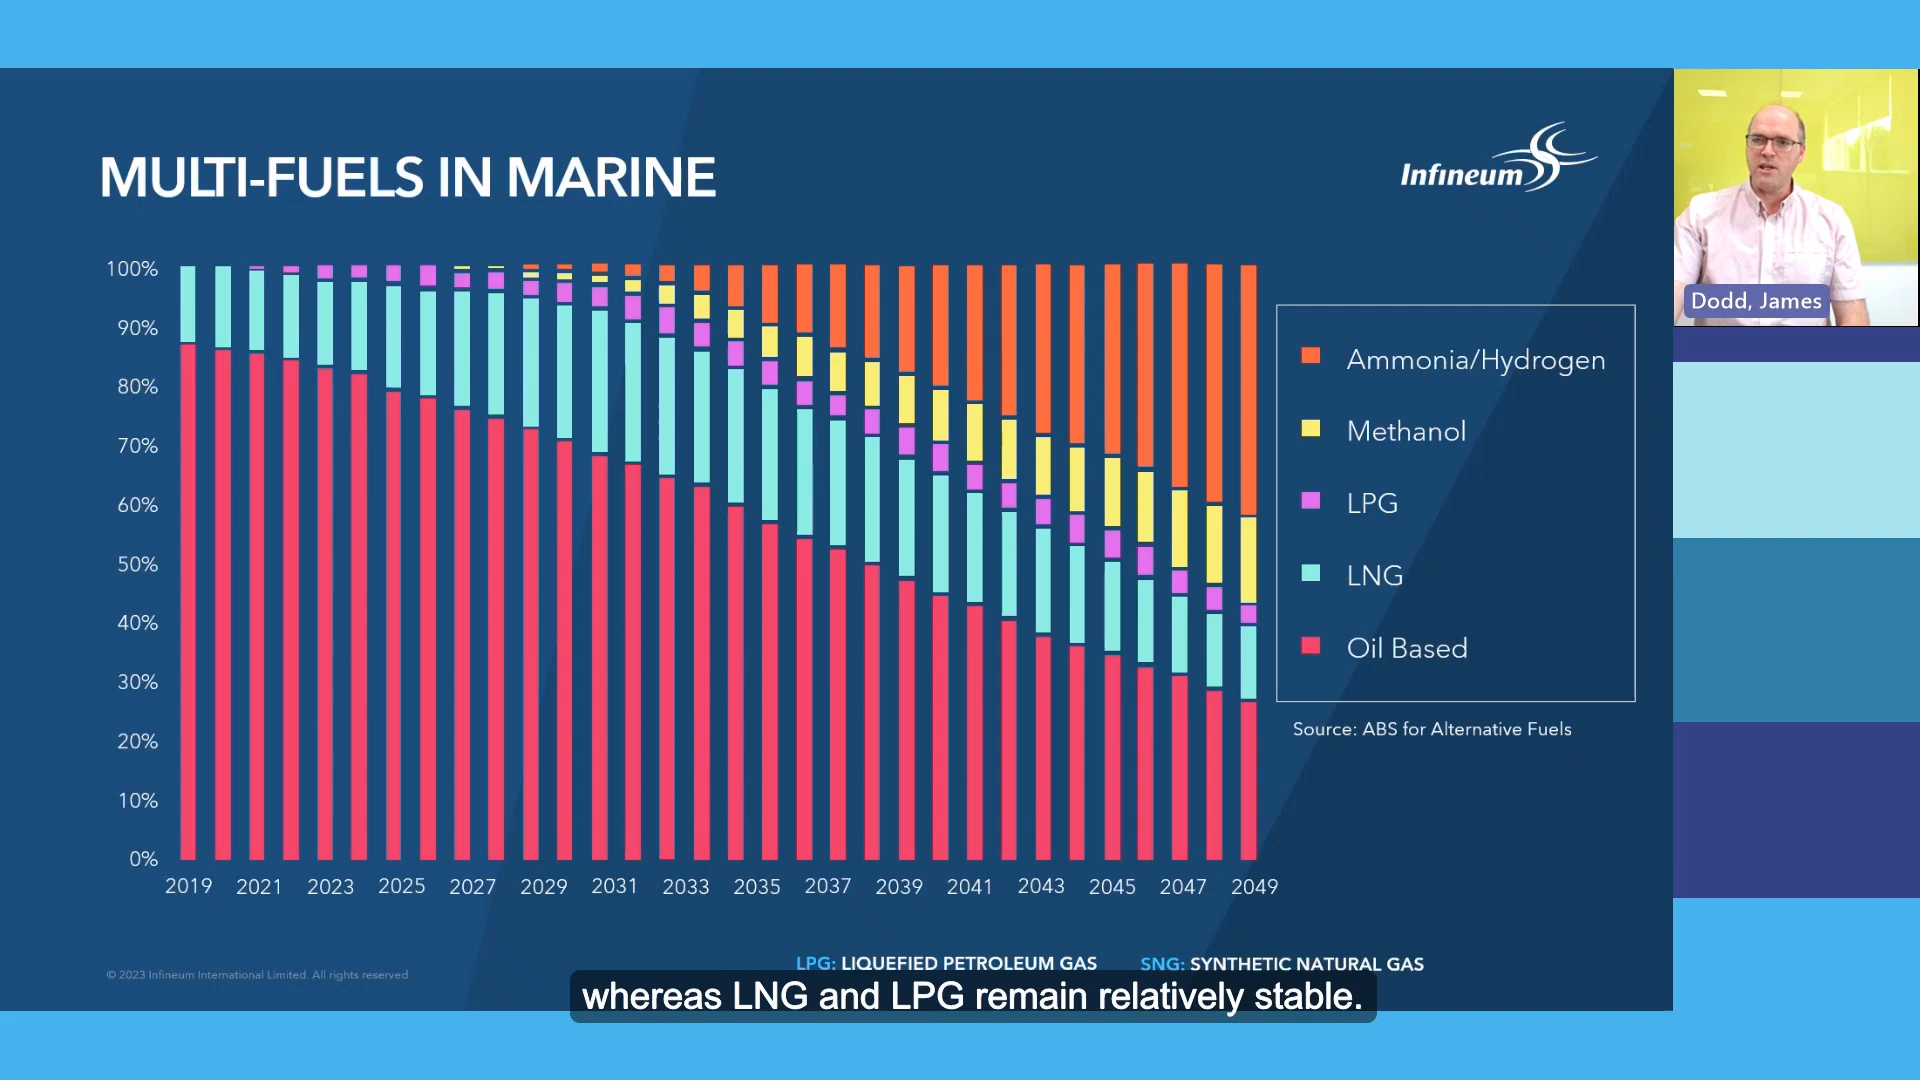 MULTI-FUELS IN MARINE
Infineum
Dodd, James
100%
90%
80%
70%
60%
50%
40%
30%
20%
10%
0%
2019 2021 2023 2025 2027 2029 2031 2033 2035 2037 2039 2041 2043 2045 2047 2049
Ammonia/Hydrogen
Methanol
LPG
LNG
Oil Based
Source: ABS for Alternative Fuels
LPG: LIQUEFIED PETROLEUM GAS SNG: SYNTHETIC NATURAL GAS
© 2023 Infineum International Limited. All rights reserved
whereas LNG and LPG remain relatively stable.